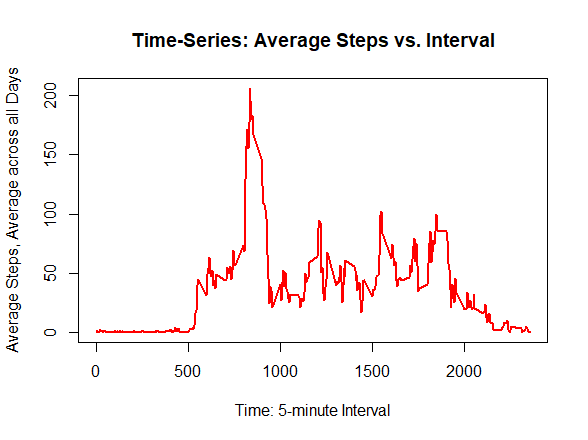 Time-Series: Average Steps vs. Interval
Average Steps, Average across all Days
200
150
100
50
0
0 500 1000 1500 2000
Time: 5-minute Interval